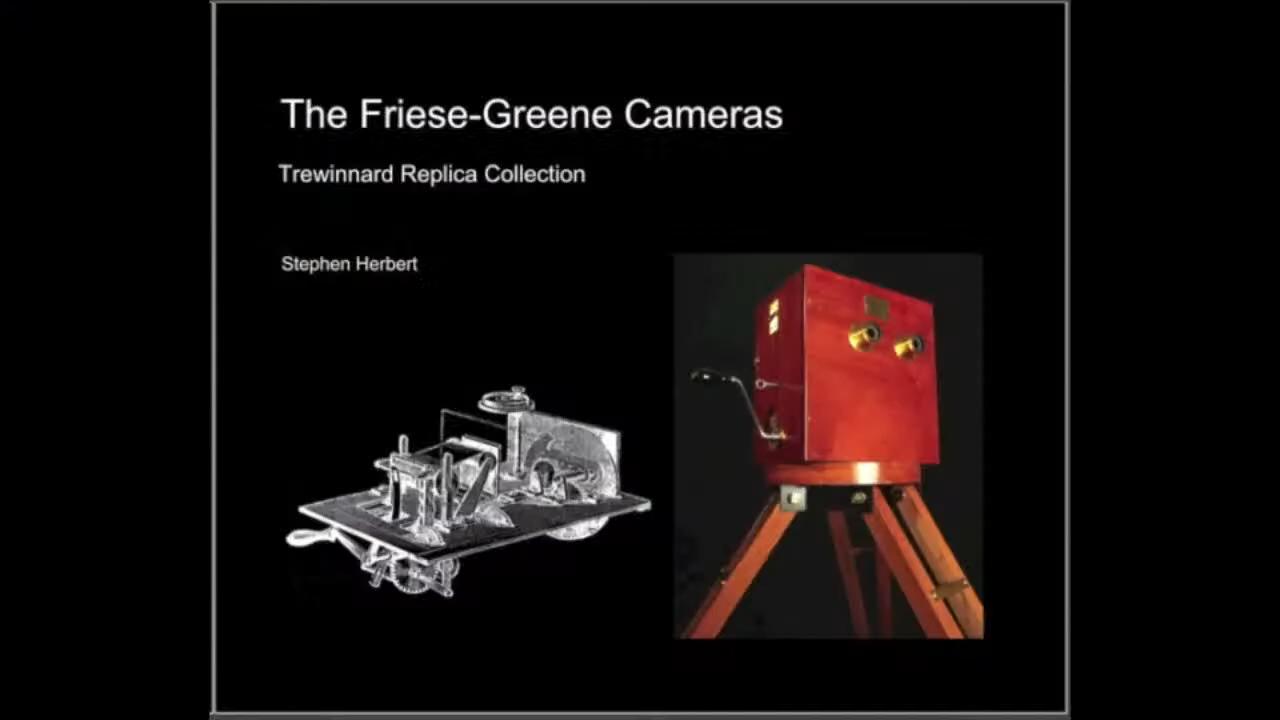 The Friese-Greene Cameras
Trewinnard Replica Collection
Stephen Herbert